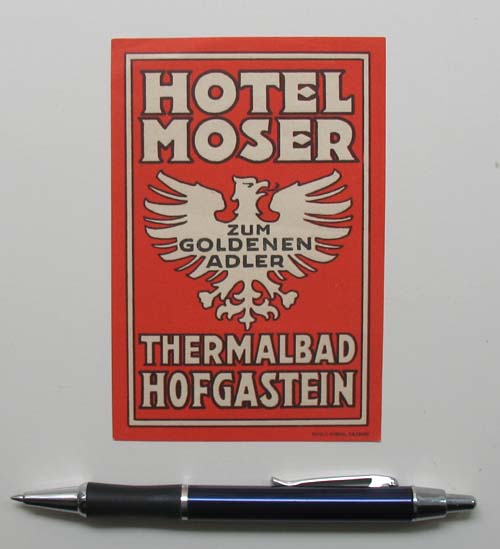 HOTEL
MOSER
ZUM
GOLDENEN
ADLER
THERMALBAD
HOFGASTEIN